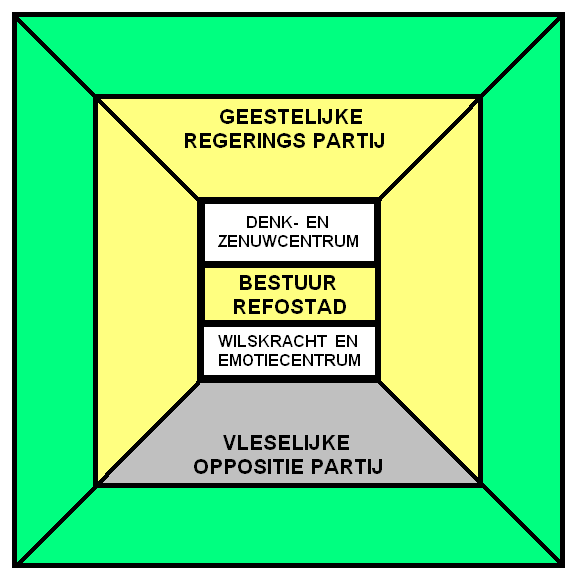 GEESTELIJKE
REGERINGS PARTIJ
DENK- EN
ZENUWCENTRUM
BESTUUR
REFOSTAD
WILSKRACHT EN
EMOTIECENTRUM
VLESELIJKE
OPPOSITIE PARTIJ